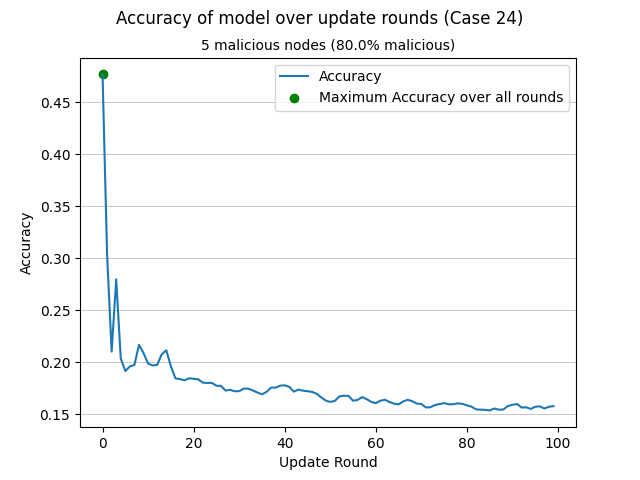 Accuracy of model over update rounds (Case 24)
5 malicious nodes (80.0% malicious)
Accuracy
Maximum Accuracy over all rounds
0.45
0.40
0.35
0.30
0.25
0.20
0.15
Accuracy
0 20 40 60 80 100
Update Round